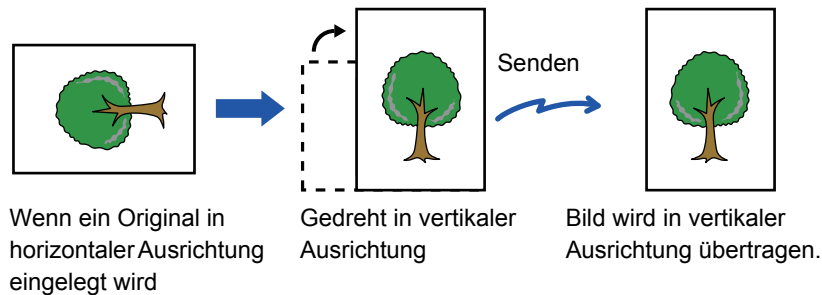 Senden
Wenn ein Original in
horizontaler Ausrichtung
eingelegt wird
Gedreht in vertikaler
Ausrichtung
Bild wird in vertikaler
Ausrichtung übertragen.